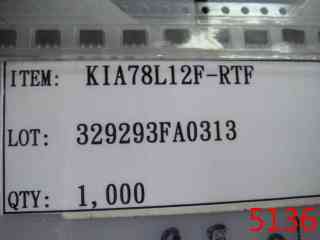 ITEM: KIA78L12F-RTF
LOT: 329293FA0313
QTY: 1,000
5136